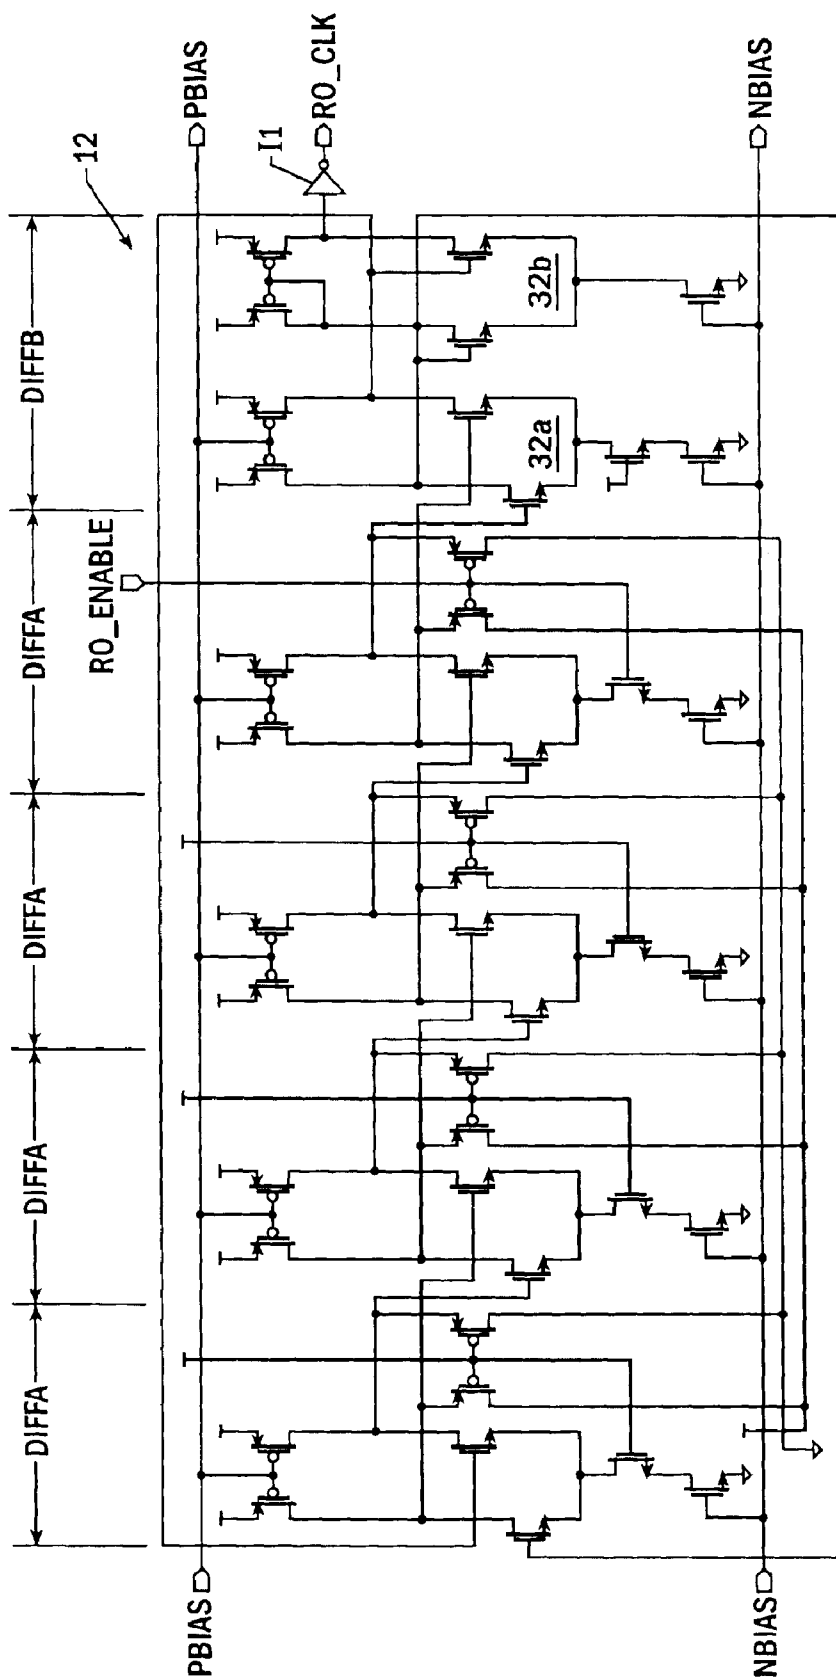 DIFFA
DIFFA
DIFFA
DIFFA
DIFFB
12
RO_ENABLE
PBIAS
PBIAS
I1
RO_CLK
32a
32b
NBIAS
NBIAS